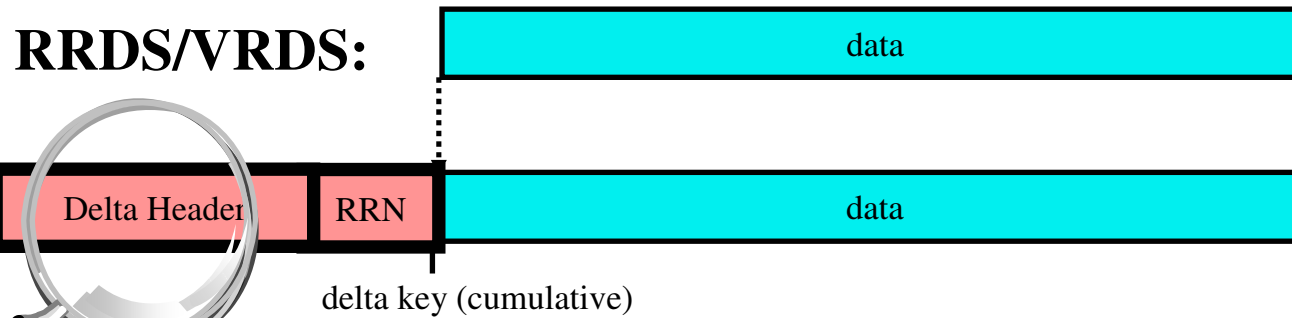 RRDS/VRDS:
data
Delta Header
RRN
data
delta key (cumulative)